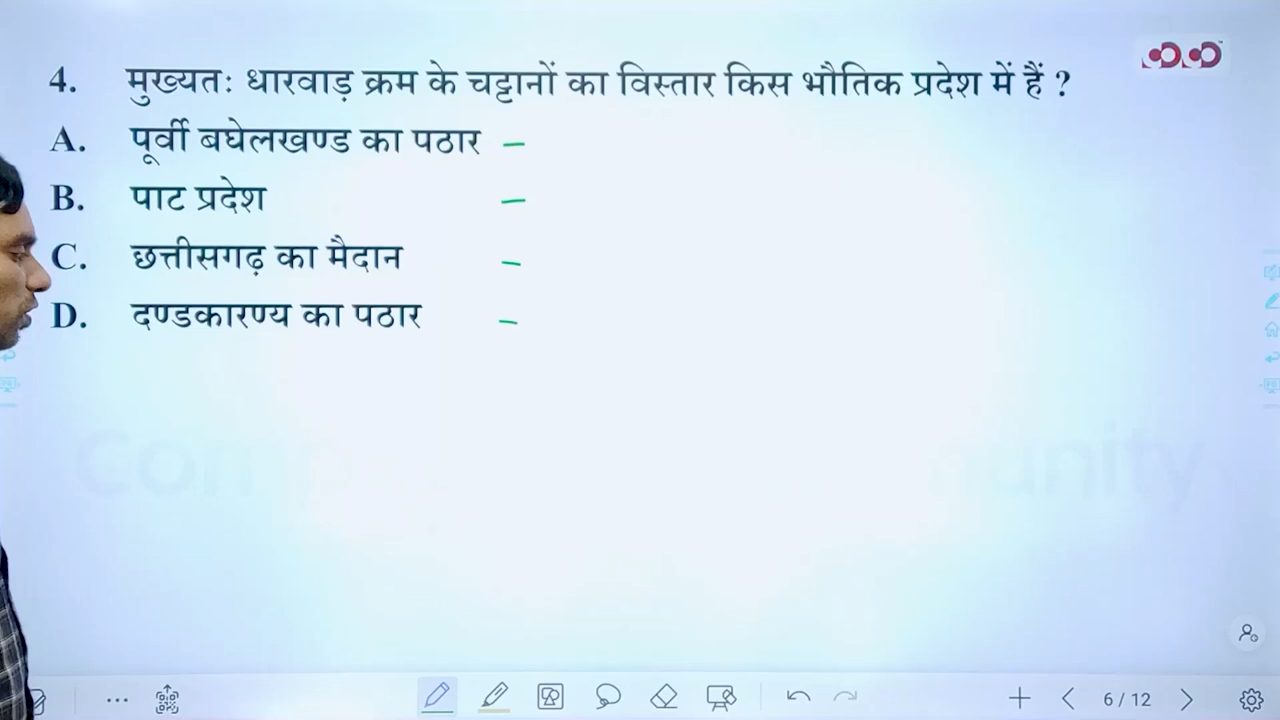 4. मुख्यतः धारवाड़ क्रम के चट्टानों का विस्तार किस भौतिक प्रदेश में हैं ?
A. पूर्वी बघेलखण्ड का पठार
B. पाट प्रदेश
C. छत्तीसगढ़ का मैदान
D. दण्डकारण्य का पठार
6 / 12